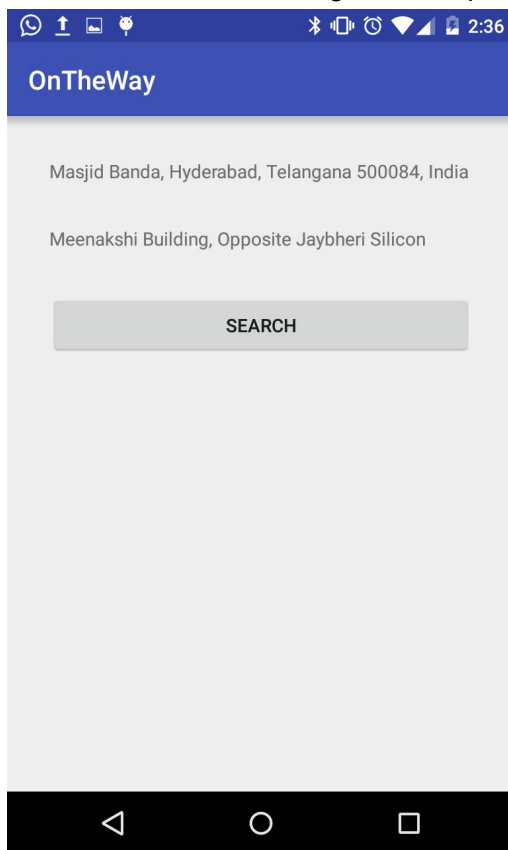 2:36
OnTheWay
Masjid Banda, Hyderabad, Telangana 500084, India
Meenakshi Building, Opposite Jaybheri Silicon
SEARCH